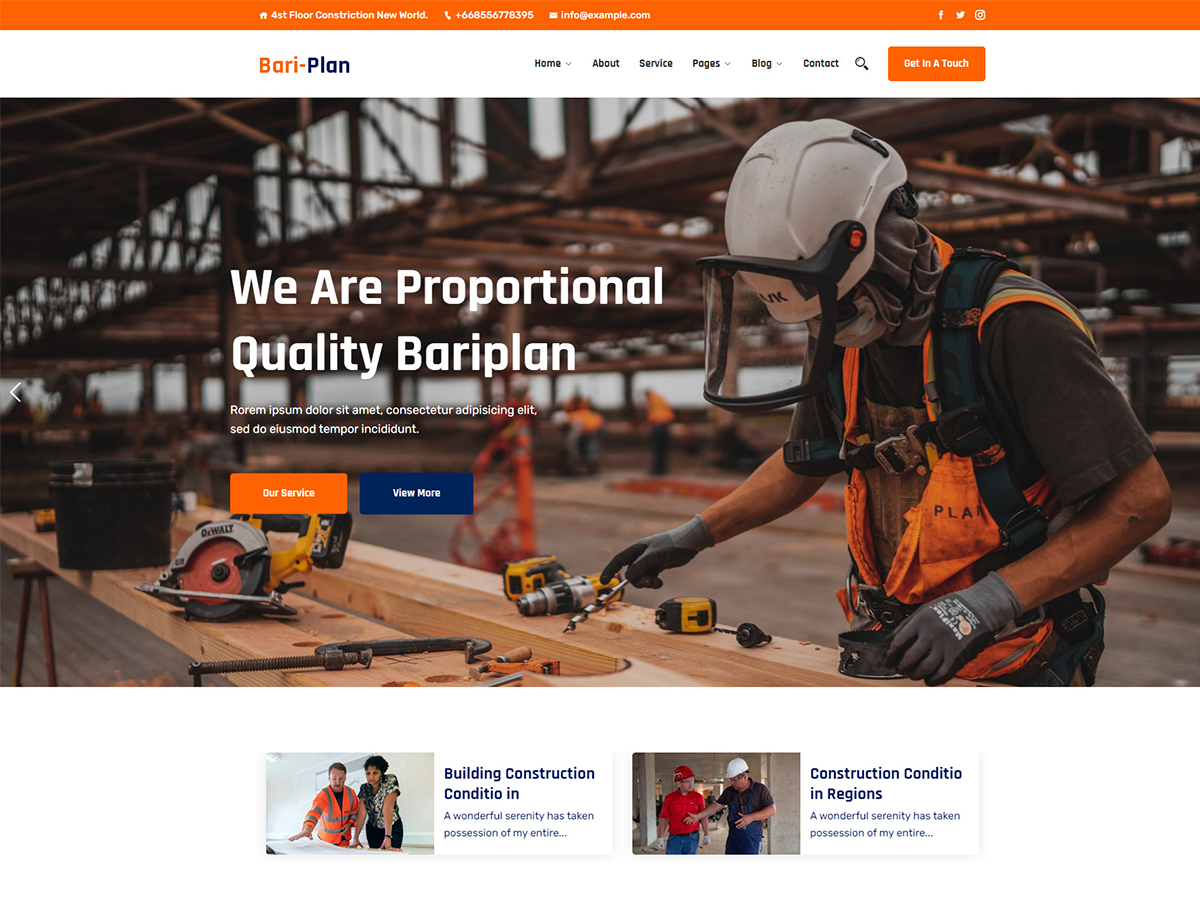 4st Floor Constriction New World. +668556778395 info@example.com
Bari-Plan Home About Service Pages Blog Contact Get In A Touch
We Are Proportional
Quality Bariplan
Rorem ipsum dolor sit amet, consectetur adipisicing elit,
sed do eiusmod tempor incididunt.
Our Service View More
DEWALT
PLAN
MaxiFlex
Building Construction
Conditio in
A wonderful serenity has taken
possession of my entire...
Construction Conditio
in Regions
A wonderful serenity has taken
possession of my entire...